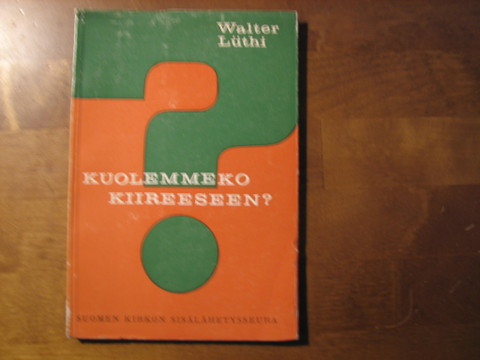 Walter
Lüthi
KUOLEMMEKO
KIIREESEEN?
SUOMEN KIRKON SISÄLÄHETYSSEURA